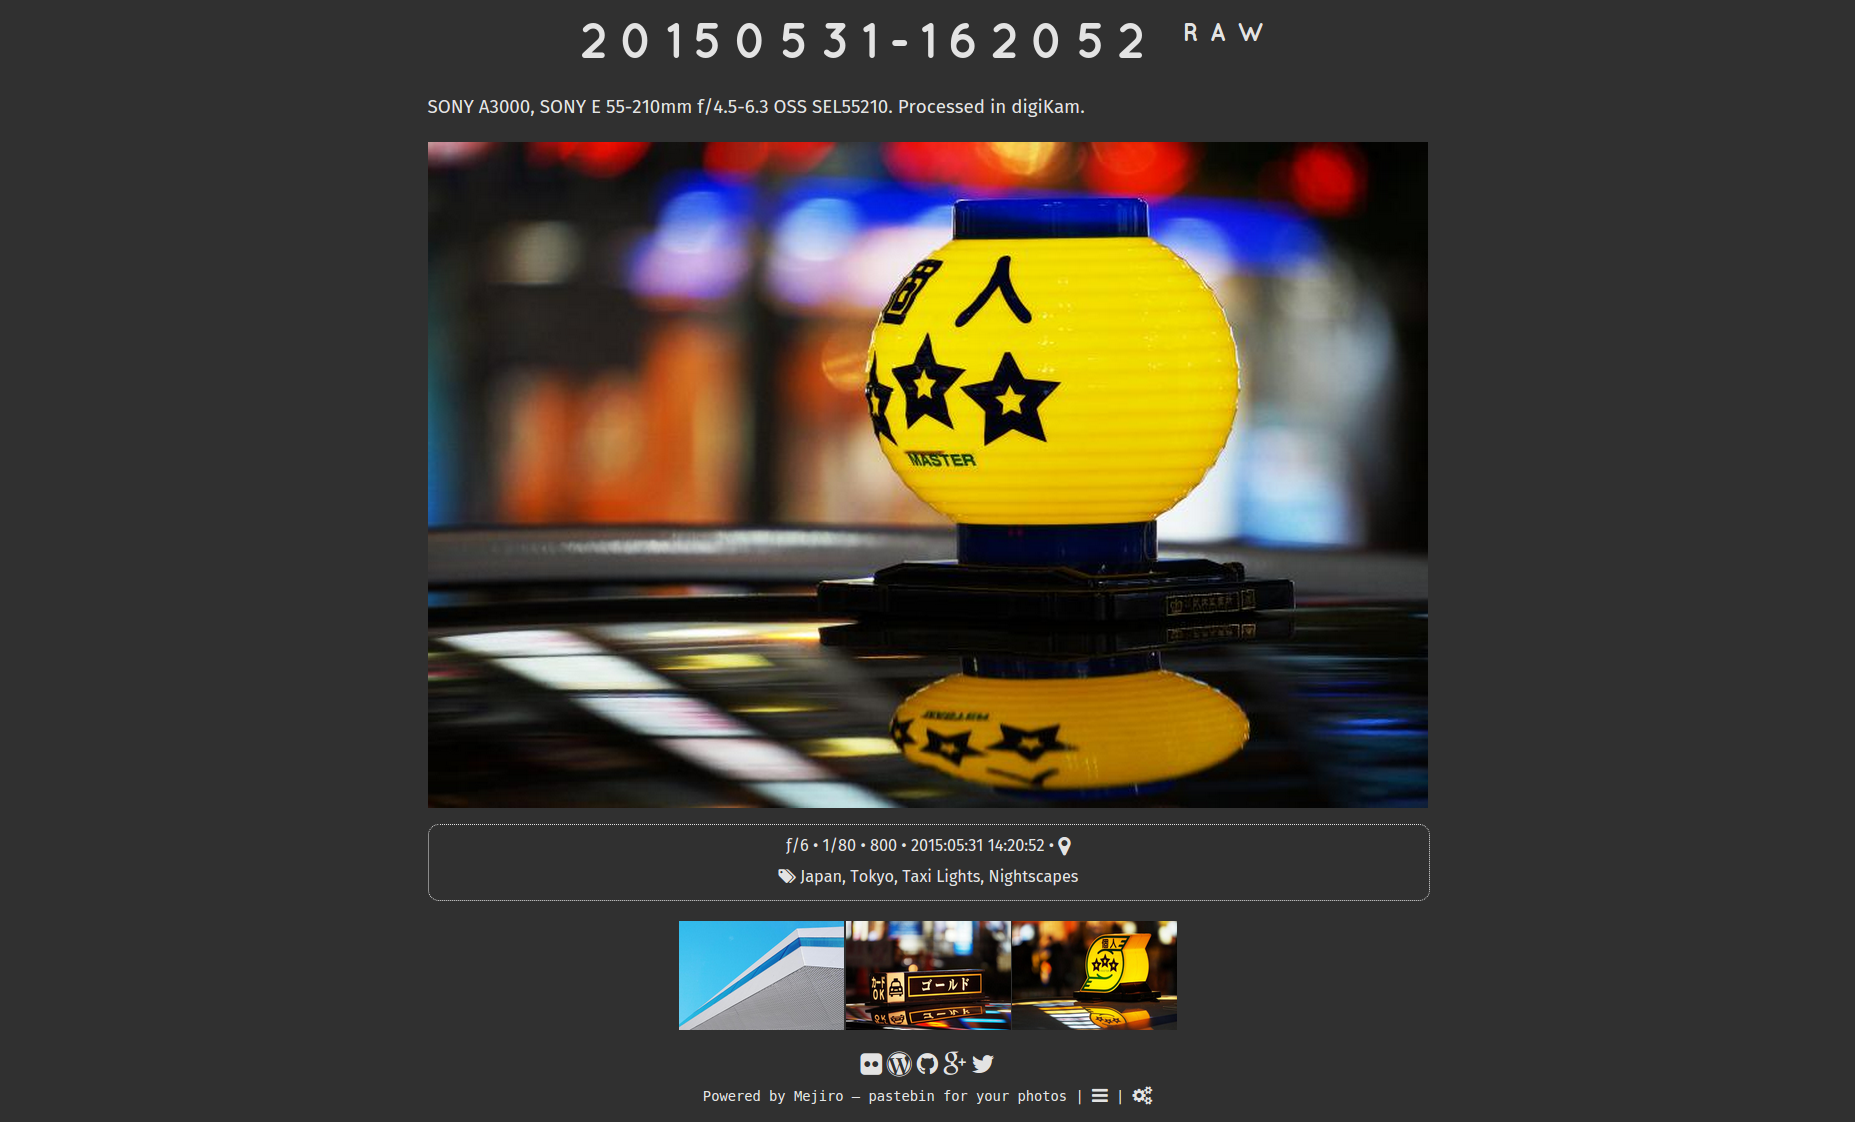 20150531-162052 RAW
SONY A3000, SONY E 55-210mm f/4.5-6.3 OSS SEL55210. Processed in digiKam.
個人
MASTER
ƒ/6 • 1/80 • 800 • 2015:05:31 14:20:52 •
Japan, Tokyo, Taxi Lights, Nightscapes
カード
OK
ゴールド
個人
Powered by Mejiro — pastebin for your photos | |